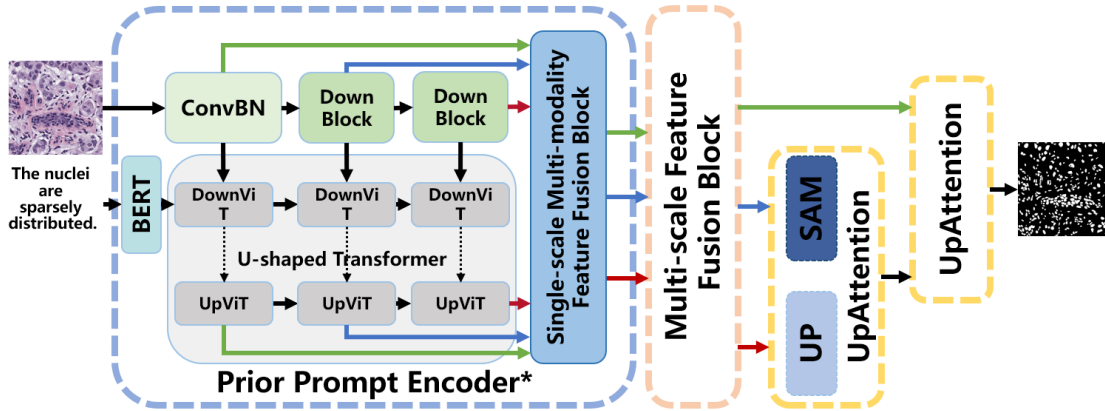 ConvBN
Down
Block
Down
Block
The nuclei
are
sparsely
distributed.
BERT
DownVi
T
DownVi
T
DownVi
T
U-shaped Transformer
UpViT
UpViT
UpViT
Prior Prompt Encoder*
Single-scale Multi-modality
Feature Fusion Block
Multi-scale Feature
Fusion Block
SAM
UP
UpAttention
UpAttention